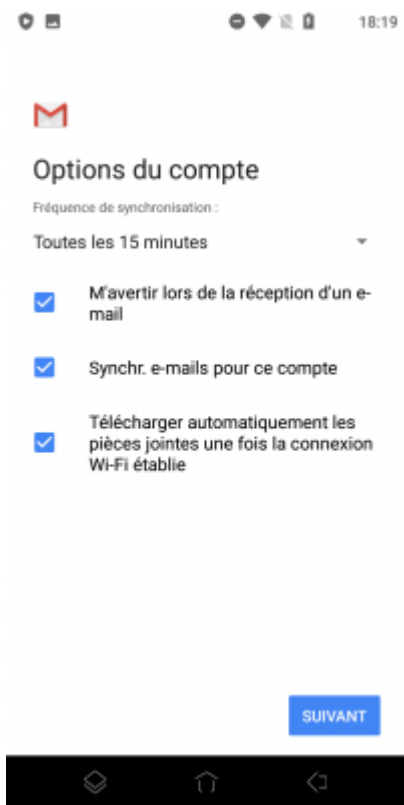 18:19
Options du compte
Fréquence de synchronisation :
Toutes les 15 minutes
M'avertir lors de la réception d'un e-
mail
Synchr. e-mails pour ce compte
Télécharger automatiquement les
pièces jointes une fois la connexion
Wi-Fi établie
SUIVANT